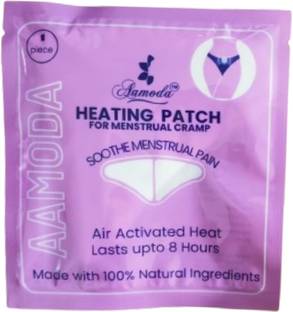 1
piece
Aamoda™
AAMODA
HEATING PATCH
FOR MENSTRUAL CRAMP
SOOTHE MENSTRUAL PAIN
Air Activated Heat
Lasts upto 8 Hours
Made with 100% Natural Ingredients